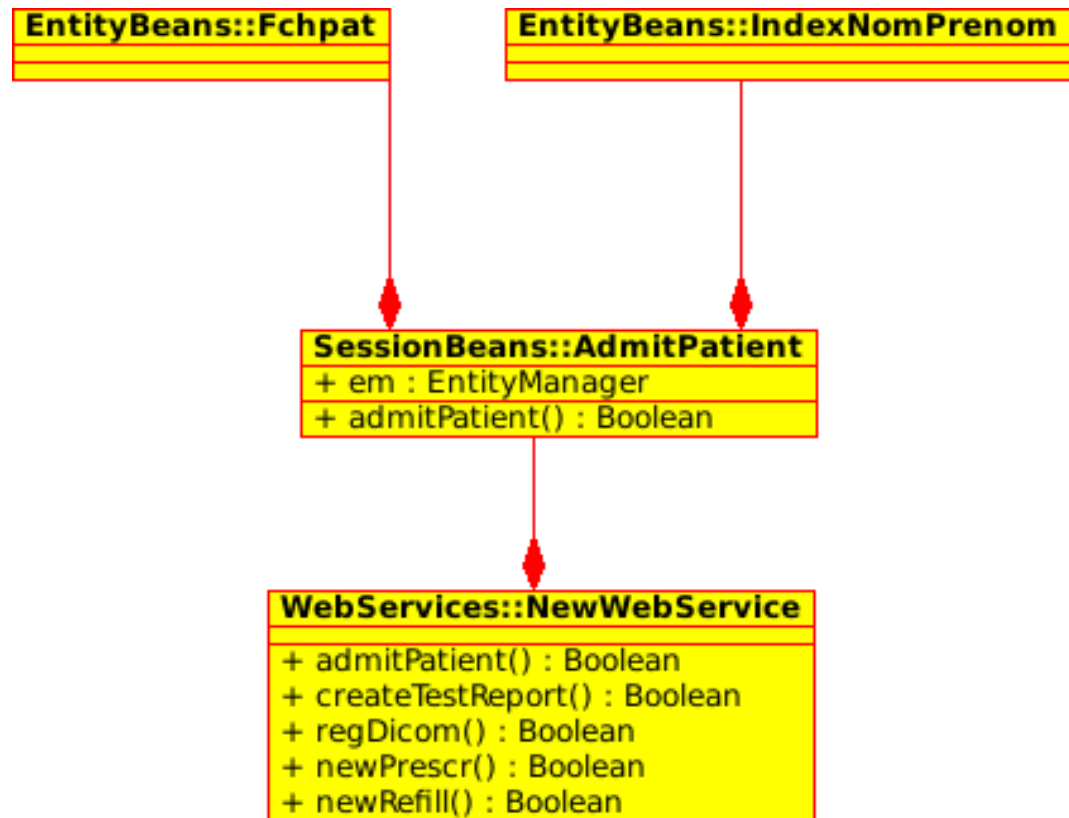 EntityBeans::Fchpat
EntityBeans::IndexNomPrenom
SessionBeans::AdmitPatient
+ em : EntityManager
+ admitPatient() : Boolean
WebServices::NewWebService
+ admitPatient() : Boolean
+ createTestReport() : Boolean
+ regDicom() : Boolean
+ newPrescr() : Boolean
+ newRefill() : Boolean